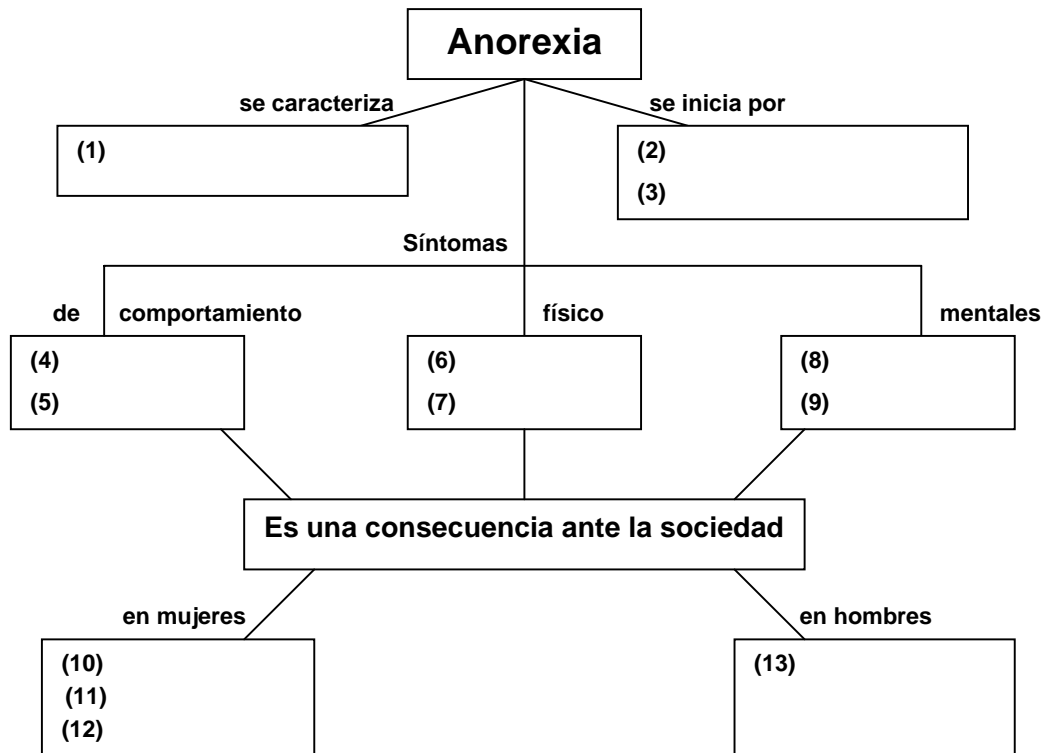 Anorexia
se caracteriza
se inicia por
(1)
(2)
(3)
Síntomas
de comportamiento
físico
mentales
(4)
(5)
(6)
(7)
(8)
(9)
Es una consecuencia ante la sociedad
en mujeres
en hombres
(10)
(11)
(12)
(13)